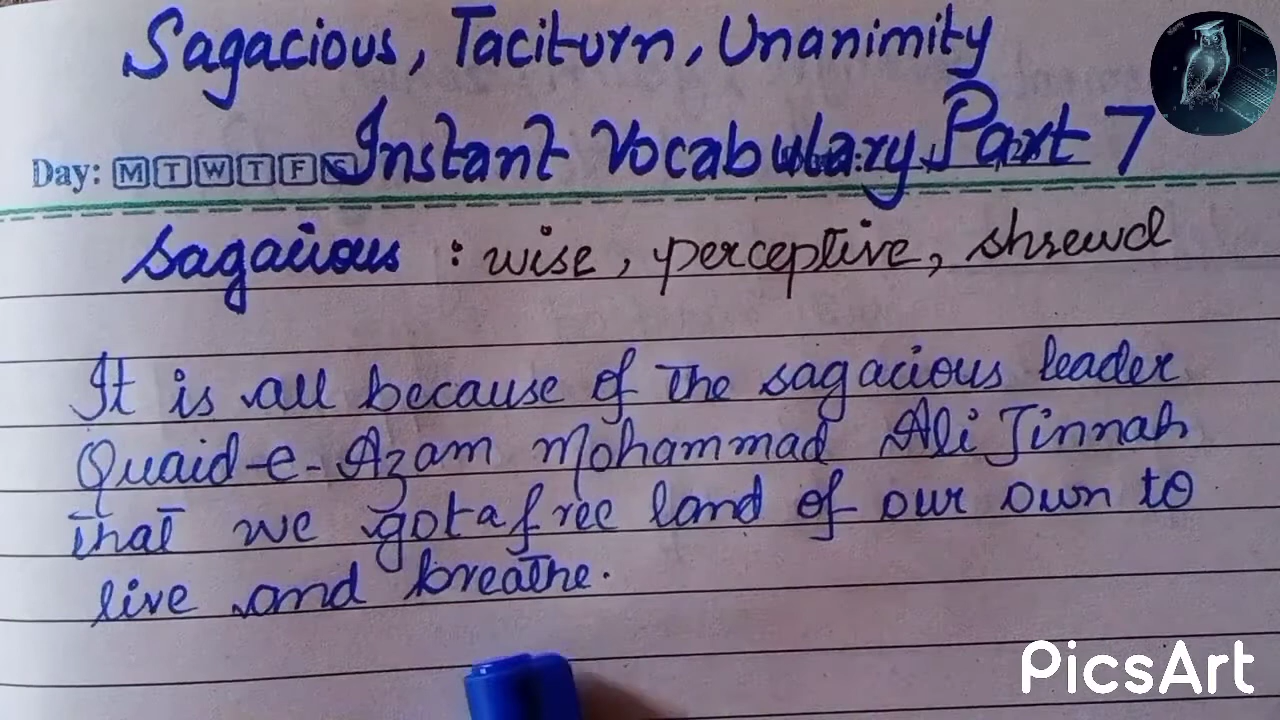 Sagacious, Taciturn, Unanimity
Instant Vocabulary Part 7
Day: M T W T F S
Sagacious : wise, perceptive, shrewd
It is all because of the sagacious leader
Quaid-e-Azam Mohammad Ali Jinnah
that we got a free land of our own to
live and breathe.
PicsArt